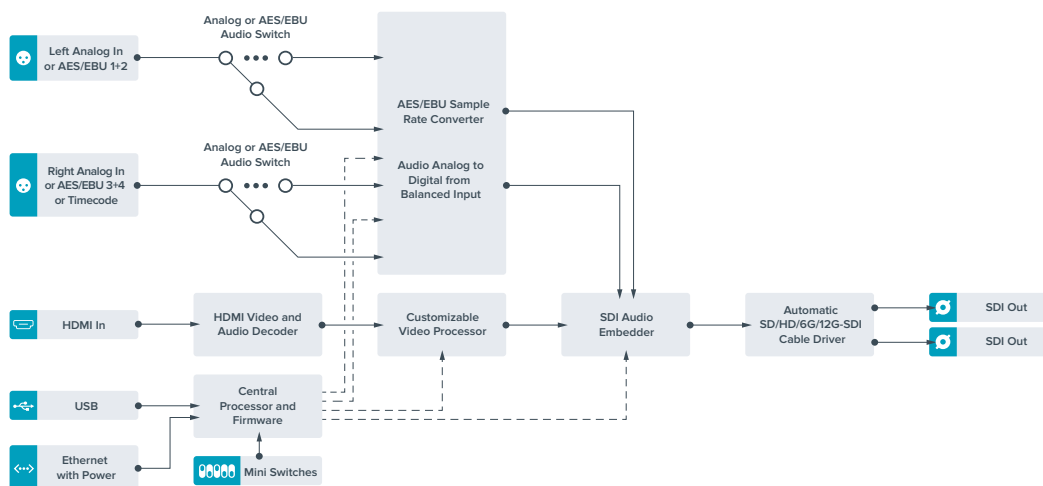 Analog or AES/EBU
Audio Switch
Left Analog In
or AES/EBU 1+2
AES/EBU Sample
Rate Converter
Analog or AES/EBU
Audio Switch
Right Analog In
or AES/EBU 3+4
or Timecode
Audio Analog to
Digital from
Balanced Input
HDMI In
HDMI Video and
Audio Decoder
Customizable
Video Processor
SDI Audio
Embedder
Automatic
SD/HD/6G/12G-SDI
Cable Driver
SDI Out
SDI Out
USB
Central
Processor and
Firmware
Ethernet
with Power
Mini Switches